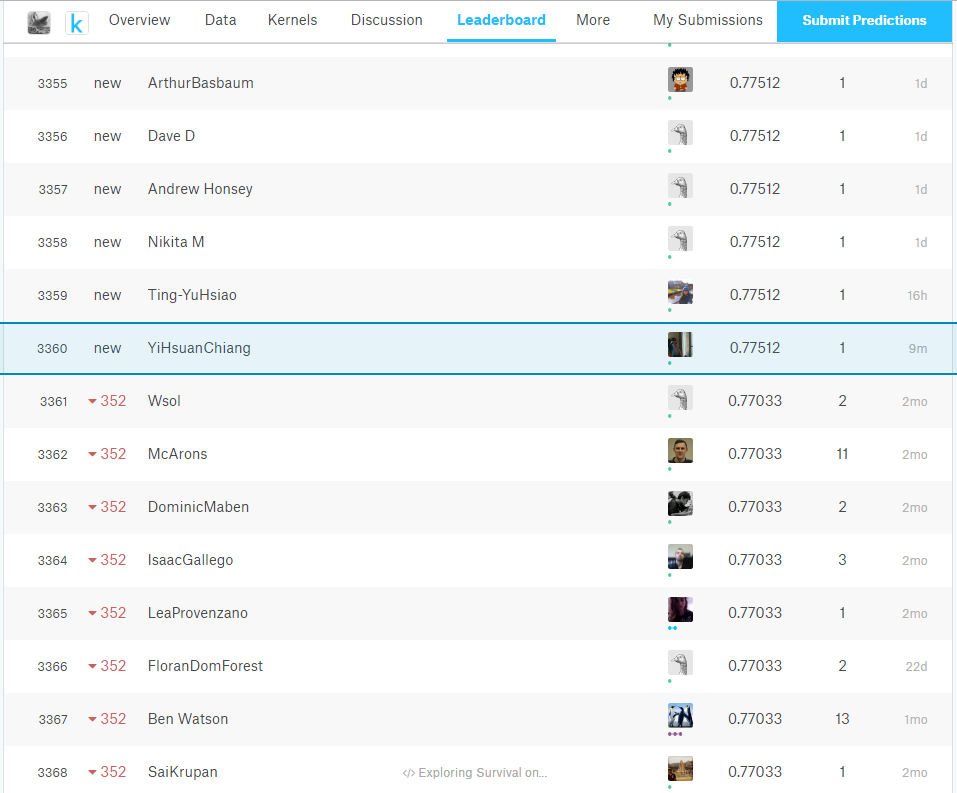 k Overview Data Kernels Discussion Leaderboard More My Submissions Submit Predictions
3355 new ArthurBasbaum 0.77512 1 1d
3356 new Dave D 0.77512 1 1d
3357 new Andrew Honsey 0.77512 1 1d
3358 new Nikita M 0.77512 1 1d
3359 new Ting-YuHsiao 0.77512 1 16h
3360 new YiHsuanChiang 0.77512 1 9m
3361 352 Wsol 0.77033 2 2mo
3362 352 McArons 0.77033 11 2mo
3363 352 DominicMaben 0.77033 2 2mo
3364 352 IsaacGallego 0.77033 3 2mo
3365 352 LeaProvenzano 0.77033 1 2mo
3366 352 FloranDomForest 0.77033 2 22d
3367 352 Ben Watson 0.77033 13 1mo
3368 352 SaiKrupan </> Exploring Survival on... 0.77033 1 2mo